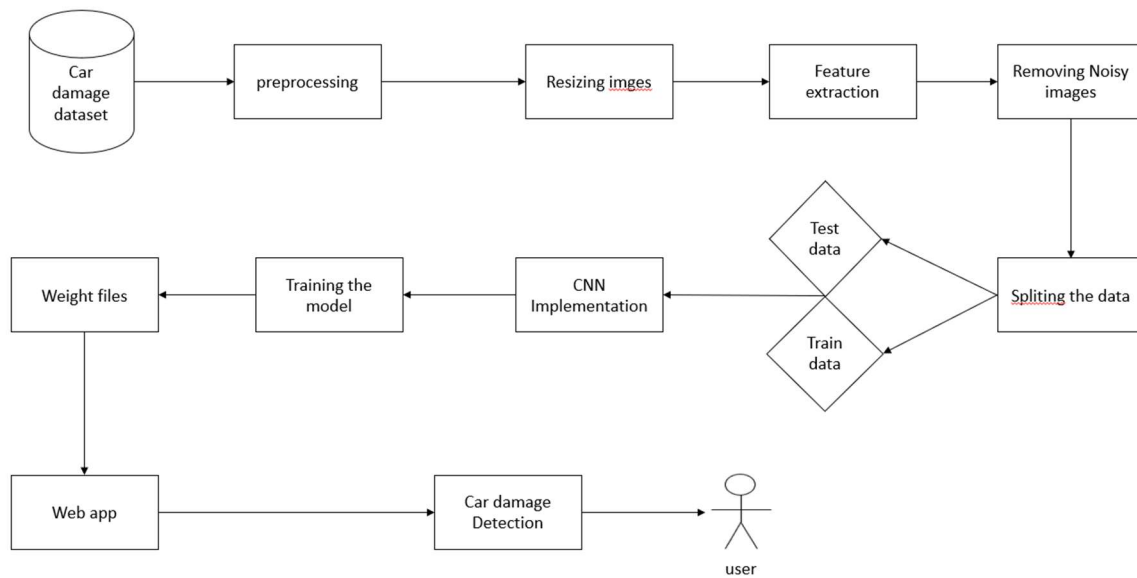 Car
damage
dataset
preprocessing
Resizing imges
Feature
extraction
Removing Noisy
images
Test
data
Weight files
Training the
model
CNN
Implementation
Spliting the data
Train
data
Web app
Car damage
Detection
user